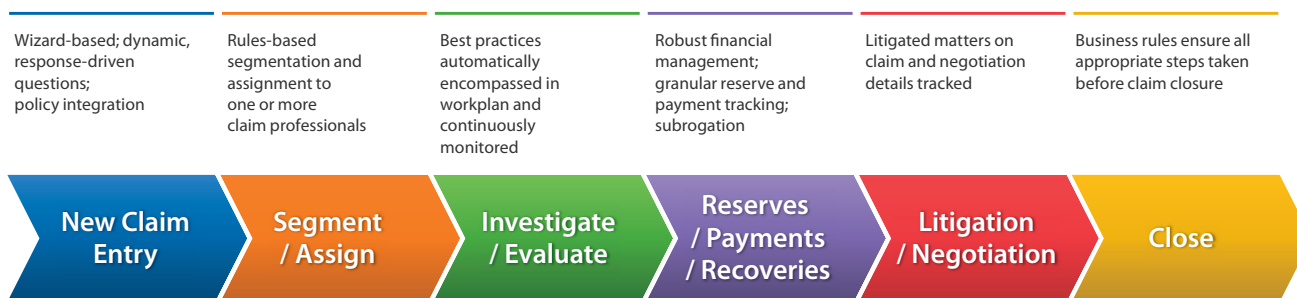 Wizard-based; dynamic,
response-driven
questions;
policy integration
Rules-based
segmentation and
assignment to
one or more
claim professionals
Best practices
automatically
encompassed in
workplan and
continuously
monitored
Robust financial
management;
granular reserve and
payment tracking;
subrogation
Litigated matters on
claim and negotiation
details tracked
Business rules ensure all
appropriate steps taken
before claim closure
New Claim
Entry
Segment
/ Assign
Investigate
/ Evaluate
Reserves
/ Payments
/ Recoveries
Litigation
/ Negotiation
Close